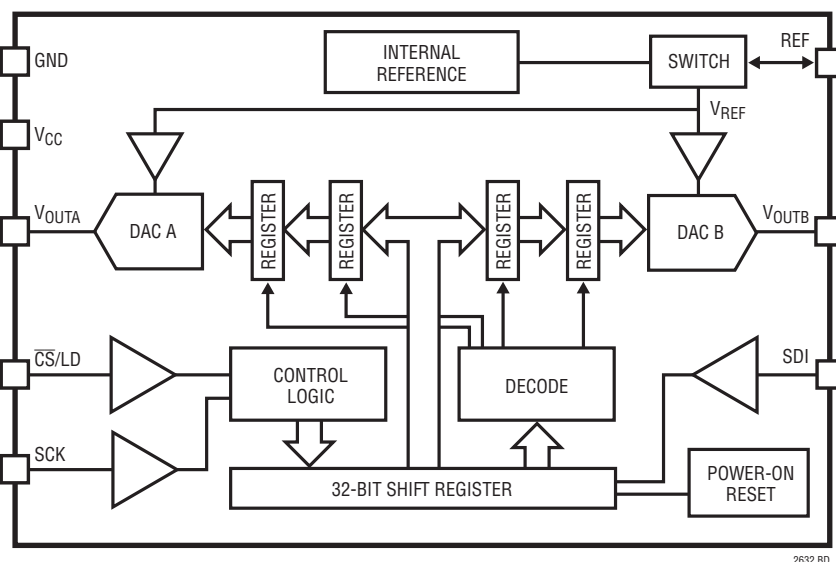 GND
INTERNAL
REFERENCE
SWITCH
REF
VREF
VCC
VOUTA
DAC A
REGISTER
REGISTER
REGISTER
REGISTER
DAC B
VOUTB
C̅S̅/LD
CONTROL
LOGIC
DECODE
SDI
SCK
32-BIT SHIFT REGISTER
POWER-ON
RESET
2632 BD